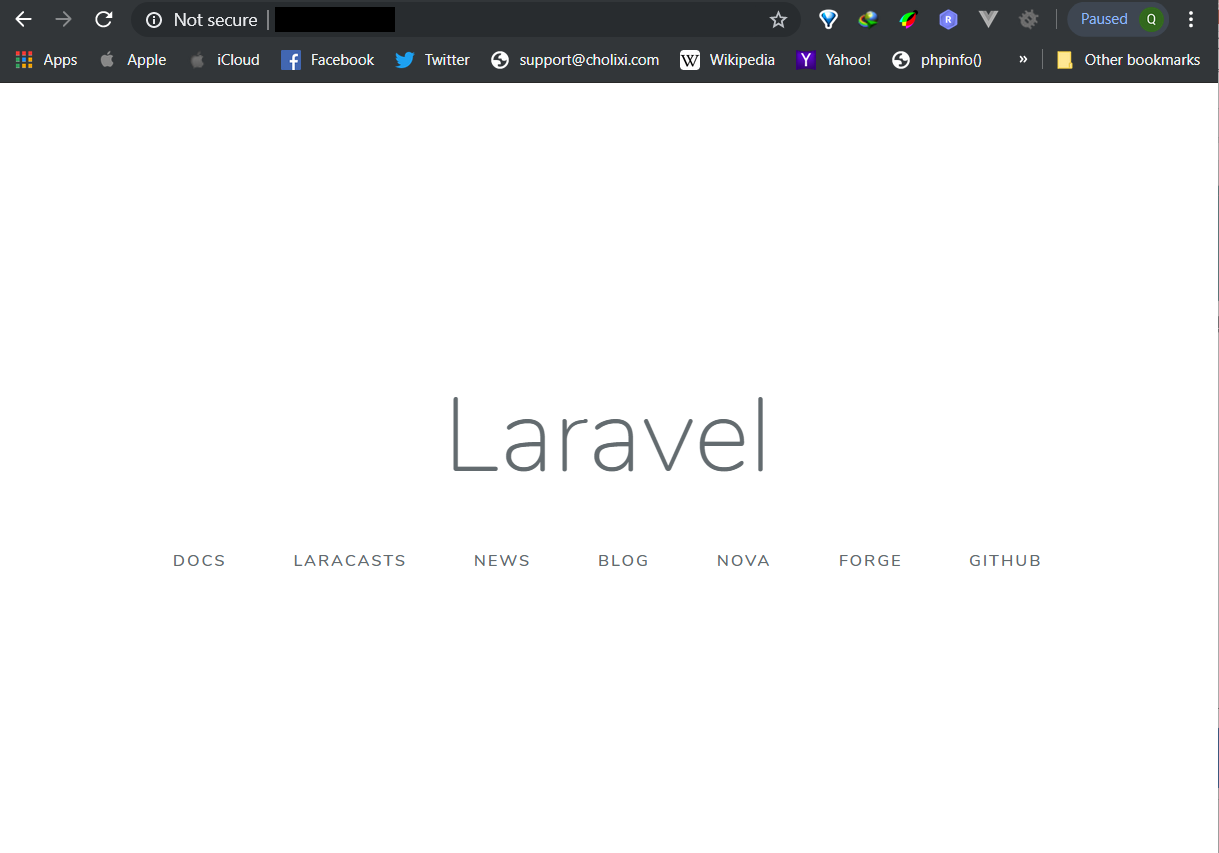 Not secure Paused Q
Apps Apple iCloud Facebook Twitter support@cholixi.com W Wikipedia Y Yahoo! phpinfo() » Other bookmarks
Laravel
DOCS LARACASTS NEWS BLOG NOVA FORGE GITHUB